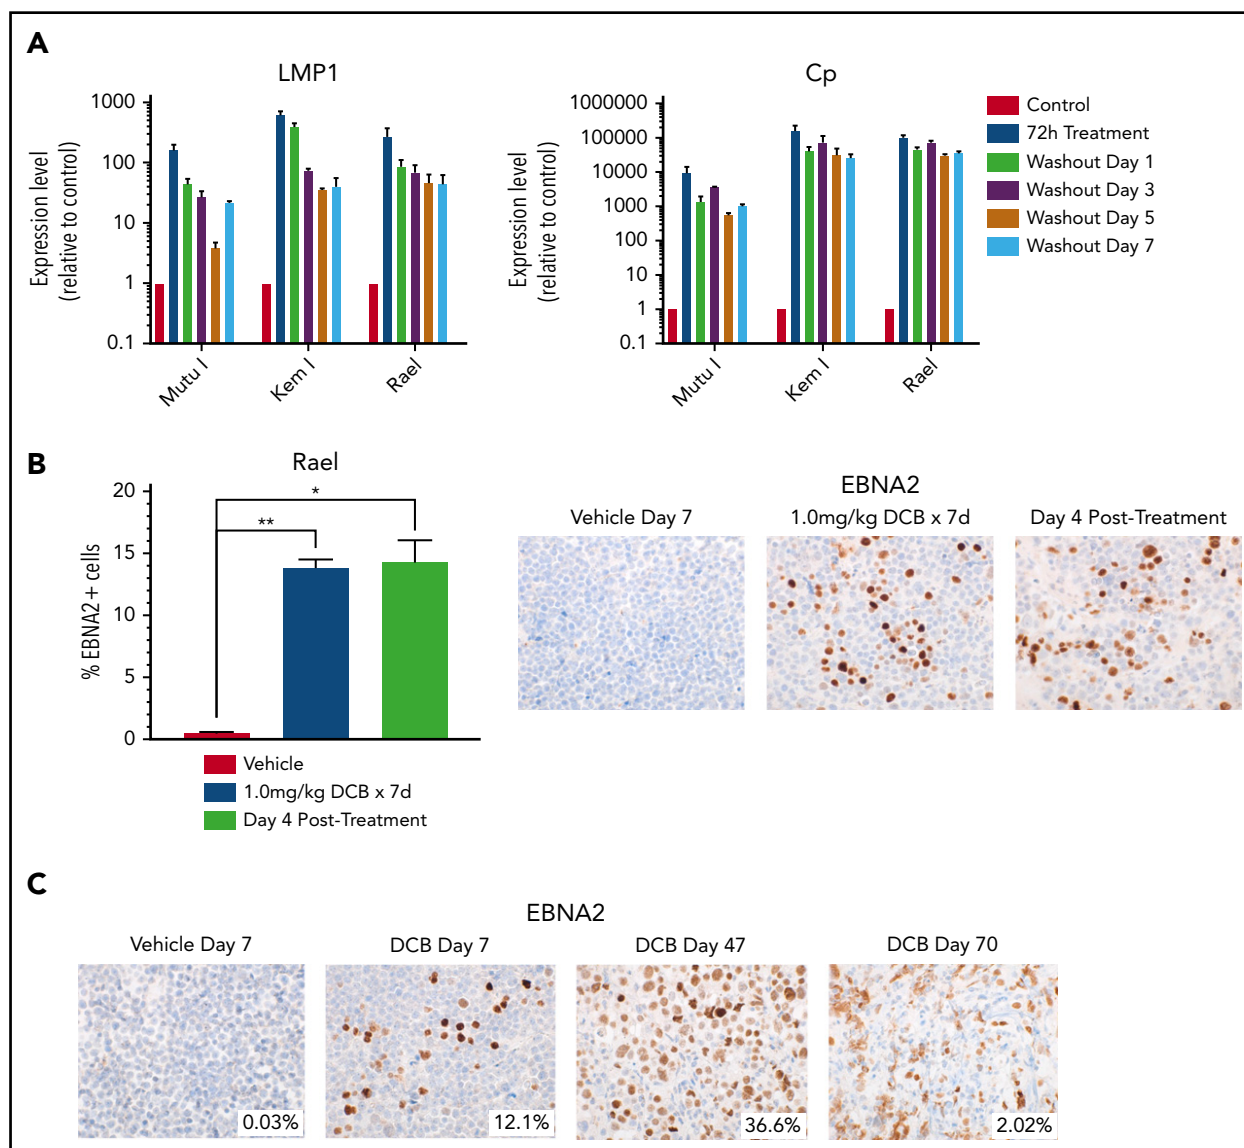 A
LMP1
Expression level
(relative to control)
1000
100
10
1
0.1
Mutu I
Kem I
Rael
Cp
Expression level
(relative to control)
1000000
100000
10000
1000
100
10
1
0.1
Mutu I
Kem I
Rael
Control
72h Treatment
Washout Day 1
Washout Day 3
Washout Day 5
Washout Day 7
B
Rael
% EBNA2 + cells
20
15
10
5
0
*
**
Vehicle
1.0mg/kg DCB x 7d
Day 4 Post-Treatment
EBNA2
Vehicle Day 7
1.0mg/kg DCB x 7d
Day 4 Post-Treatment
C
EBNA2
Vehicle Day 7
DCB Day 7
DCB Day 47
DCB Day 70
0.03%
12.1%
36.6%
2.02%